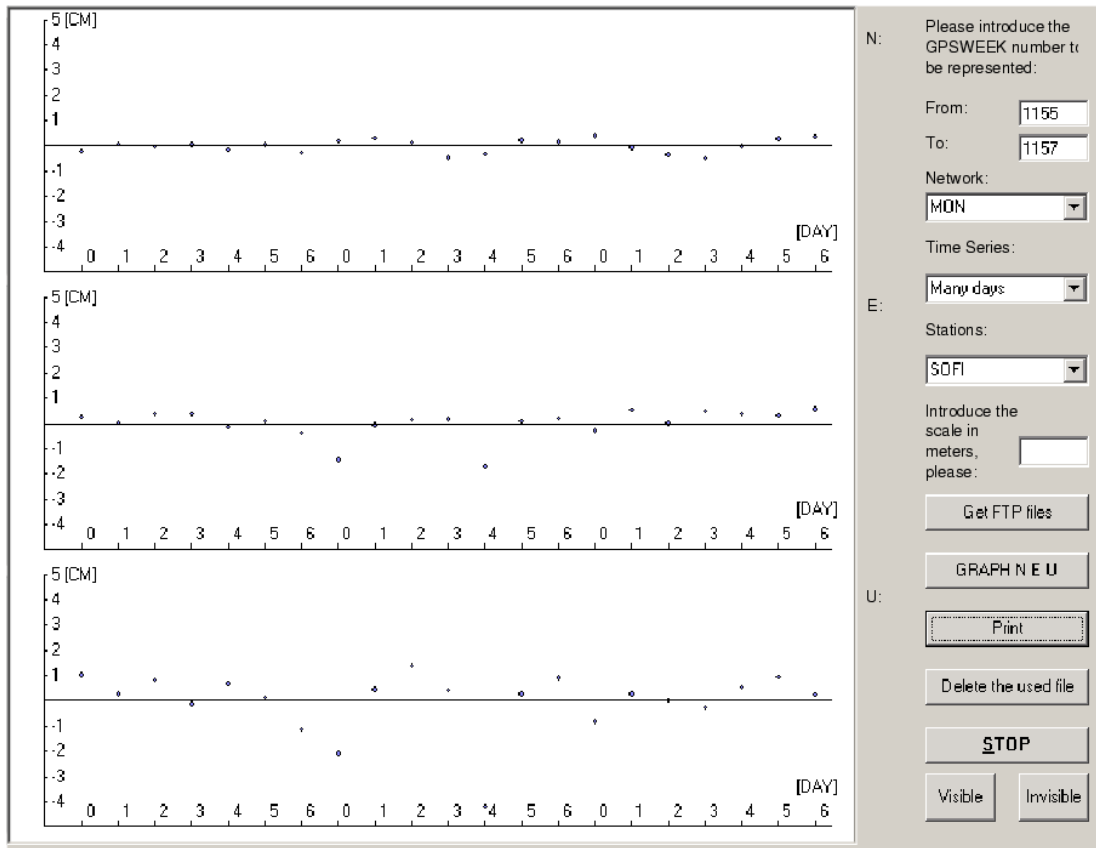 5 [CM]
4
3
2
1
-1
-2
-3
-4
[DAY]
0 1 2 3 4 5 6 0 1 2 3 4 5 6 0 1 2 3 4 5 6
5 [CM]
4
3
2
1
-1
-2
-3
-4
[DAY]
0 1 2 3 4 5 6 0 1 2 3 4 5 6 0 1 2 3 4 5 6
5 [CM]
4
3
2
1
-1
-2
-3
-4
[DAY]
0 1 2 3 4 5 6 0 1 2 3 4 5 6 0 1 2 3 4 5 6
N:
E:
U:
Please introduce the
GPSWEEK number to
be represented:
From: 1155
To: 1157
Network:
MON
Time Series:
Many days
Stations:
SOFI
Introduce the
scale in
meters,
please:
Get FTP files
GRAPH N E U
Print
Delete the used file
STOP
Visible Invisible